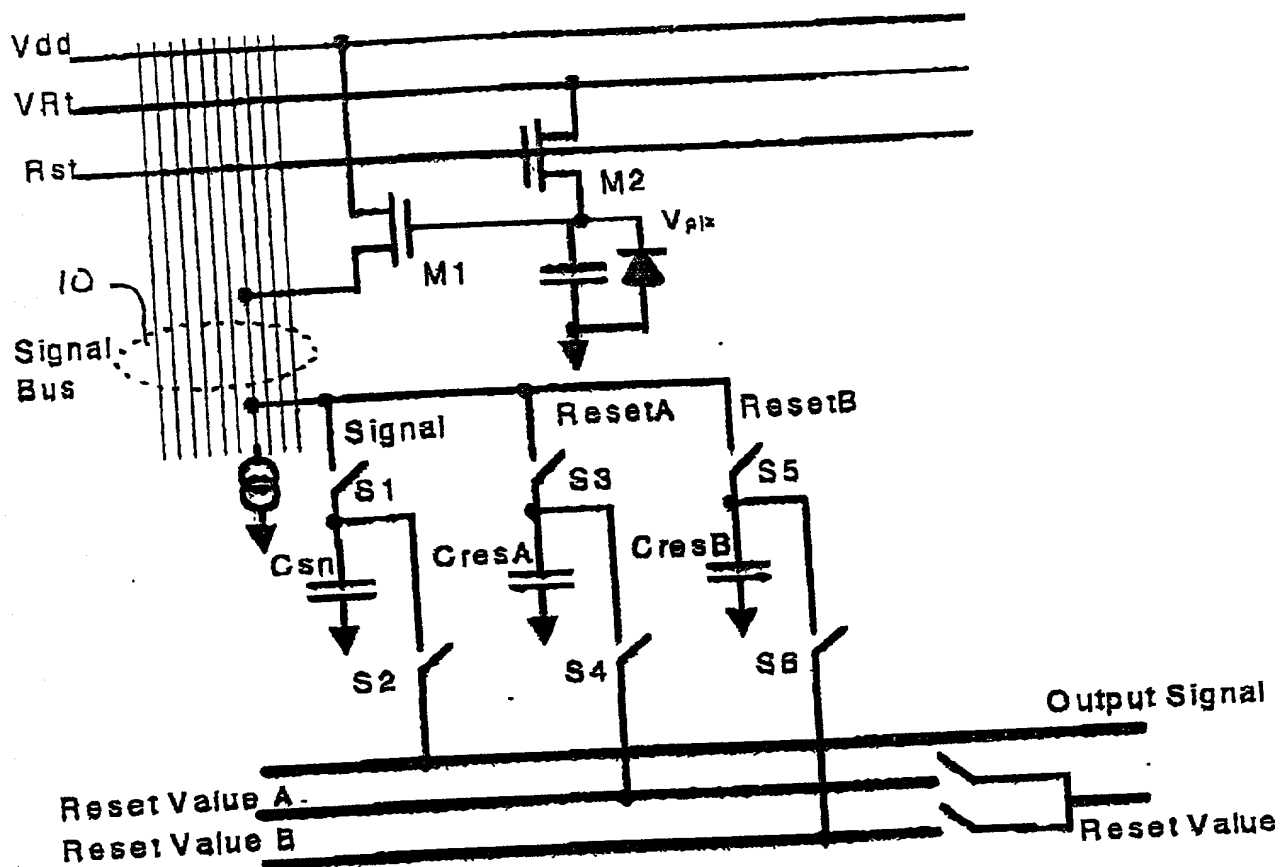 Vdd
VRt
Rst
M2
Vpix
M1
10
Signal
Bus
Signal
ResetA
ResetB
S1
S3
S5
Csn
CresA
CresB
S2
S4
S6
Output Signal
Reset Value A
Reset Value B
Reset Value